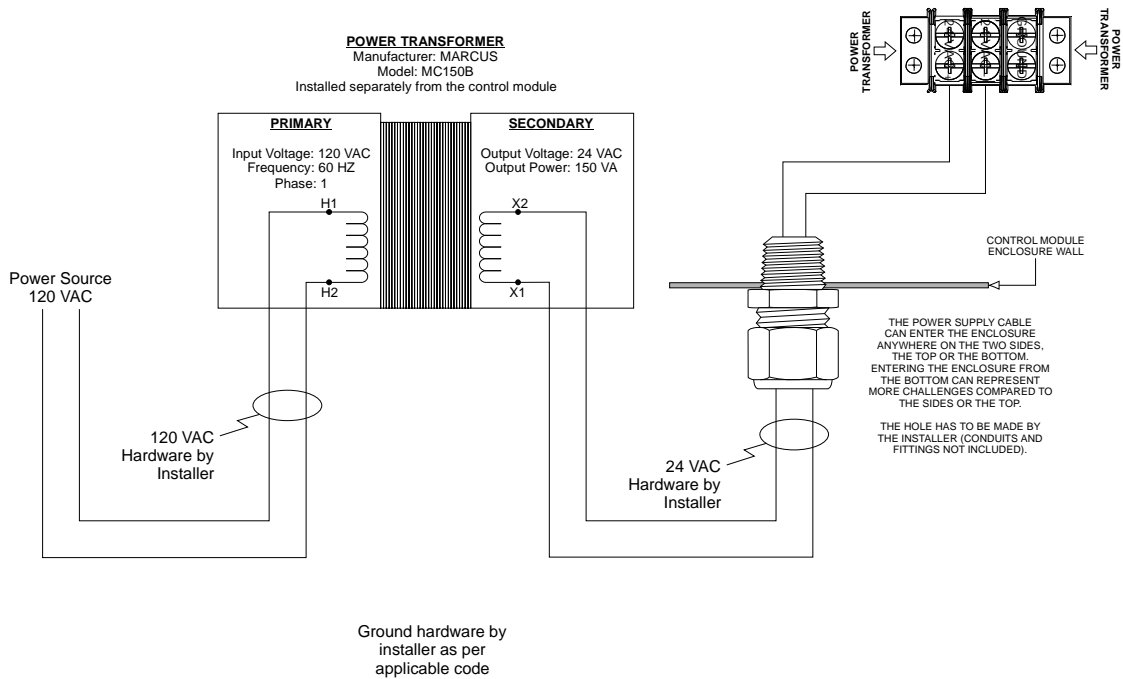 POWER TRANSFORMER
Manufacturer: MARCUS
Model: MC150B
Installed separately from the control module
PRIMARY
Input Voltage: 120 VAC
Frequency: 60 HZ
Phase: 1
H1
H2
SECONDARY
Output Voltage: 24 VAC
Output Power: 150 VA
X2
X1
POWER
TRANSFORMER
POWER
TRANSFORMER
Power Source
120 VAC
120 VAC
Hardware by
Installer
24 VAC
Hardware by
Installer
CONTROL MODULE
ENCLOSURE WALL
THE POWER SUPPLY CABLE
CAN ENTER THE ENCLOSURE
ANYWHERE ON THE TWO SIDES,
THE TOP OR THE BOTTOM.
ENTERING THE ENCLOSURE FROM
THE BOTTOM CAN REPRESENT
MORE CHALLENGES COMPARED TO
THE SIDES OR THE TOP.
THE HOLE HAS TO BE MADE BY
THE INSTALLER (CONDUITS AND
FITTINGS NOT INCLUDED).
Ground hardware by
installer as per
applicable code